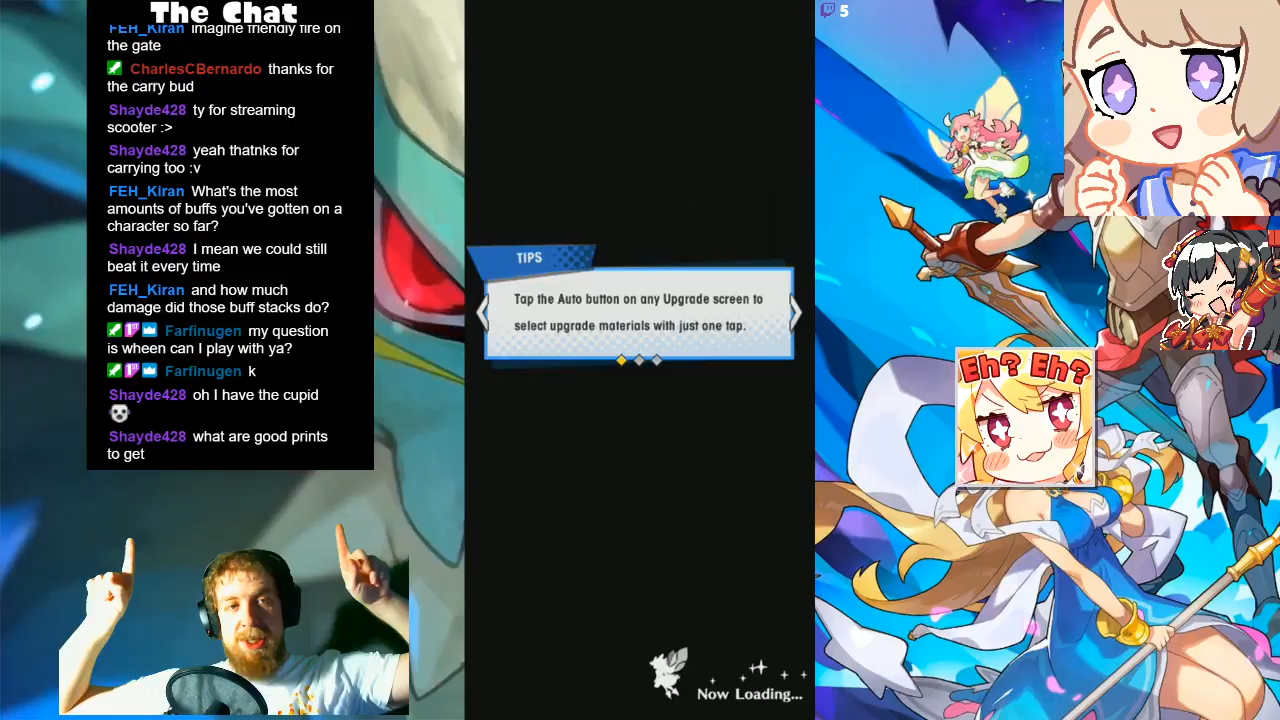 The Chat
FEH_Kiran imagine friendly fire on
the gate
CharlesCBernardo thanks for
the carry bud
Shayde428 ty for streaming
scooter :>
Shayde428 yeah thatnks for
carrying too :v
FEH_Kiran What's the most
amounts of buffs you've gotten on a
character so far?
Shayde428 I mean we could still
beat it every time
FEH_Kiran and how much
damage did those buff stacks do?
1st Farfinugen my question
is wheen can I play with ya?
1st Farfinugen k
Shayde428 oh I have the cupid
Shayde428 what are good prints
to get
TIPS
Tap the Auto button on any Upgrade screen to
select upgrade materials with just one tap.
Now Loading...
5
Eh? Eh?